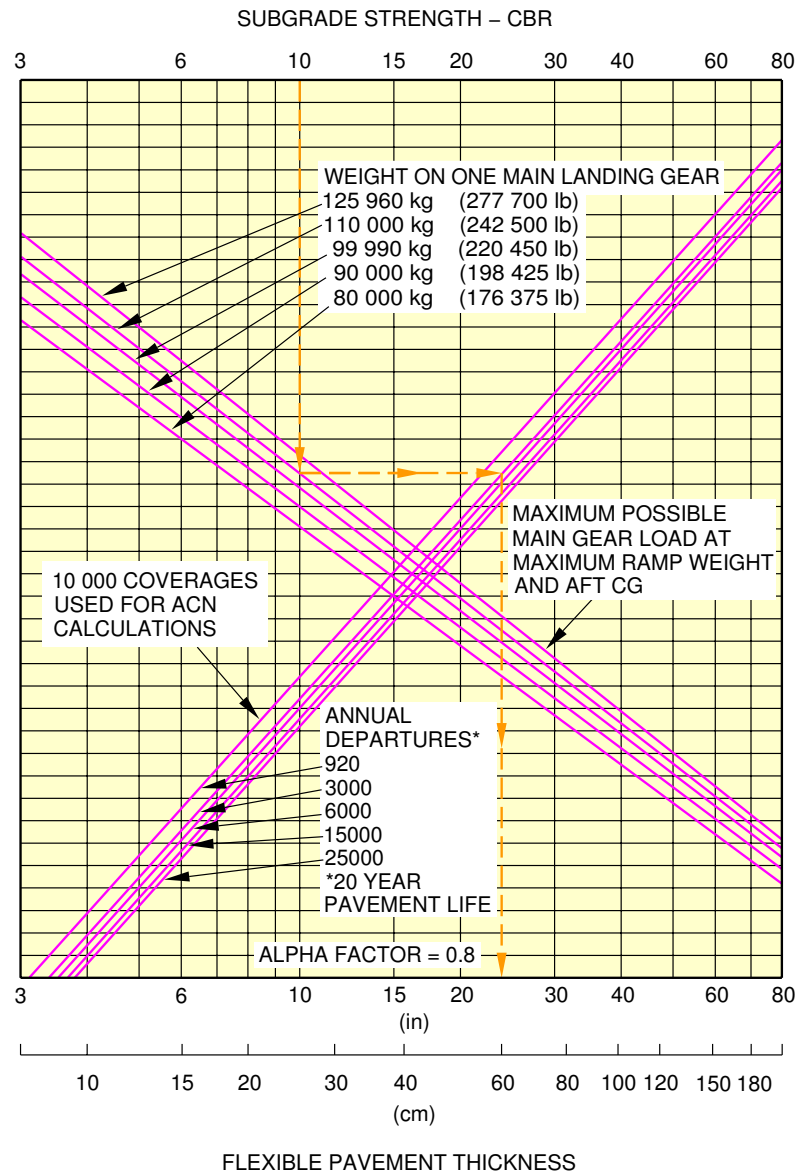 SUBGRADE STRENGTH – CBR
3 6 10 15 20 30 40 60 80
WEIGHT ON ONE MAIN LANDING GEAR
125 960 kg (277 700 lb)
110 000 kg (242 500 lb)
99 990 kg (220 450 lb)
90 000 kg (198 425 lb)
80 000 kg (176 375 lb)
MAXIMUM POSSIBLE
MAIN GEAR LOAD AT
MAXIMUM RAMP WEIGHT
AND AFT CG
10 000 COVERAGES
USED FOR ACN
CALCULATIONS
ANNUAL
DEPARTURES*
920
3000
6000
15000
25000
*20 YEAR
PAVEMENT LIFE
ALPHA FACTOR = 0.8
3 6 10 15 20 30 40 60 80
(in)
10 15 20 30 40 60 80 100 120 150 180
(cm)
FLEXIBLE PAVEMENT THICKNESS